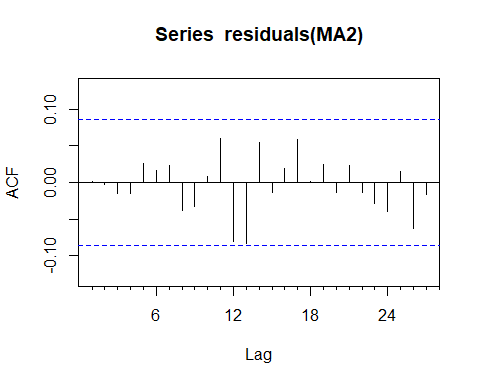 Series residuals(MA2)
ACF
0.10
0.00
-0.10
6 12 18 24
Lag